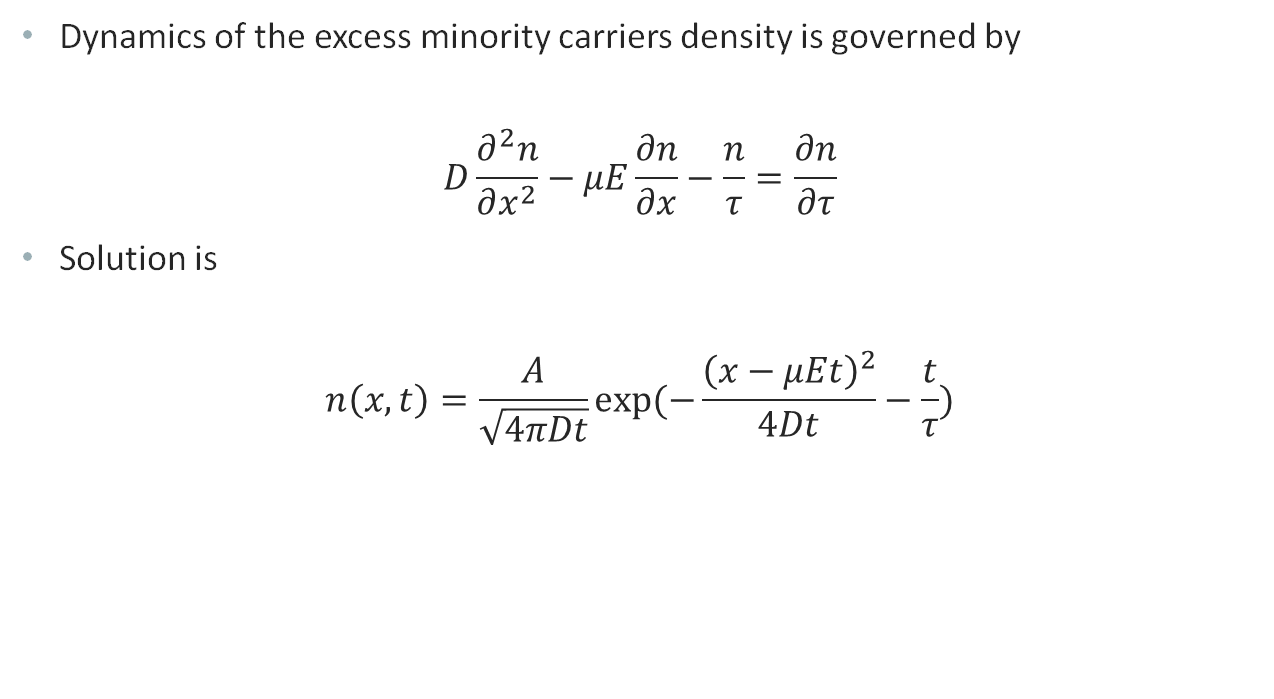 • Dynamics of the excess minority carriers density is governed by
D ∂²n/∂x² − μE ∂n/∂x − n/τ = ∂n/∂τ
• Solution is
n(x, t) = A/√4πDt exp(−(x − μEt)²/4Dt − t/τ)